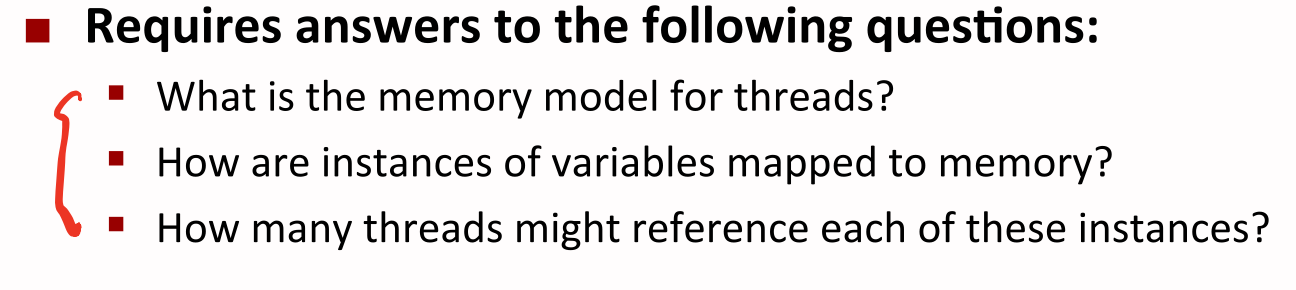 Requires answers to the following questions:
What is the memory model for threads?
How are instances of variables mapped to memory?
How many threads might reference each of these instances?